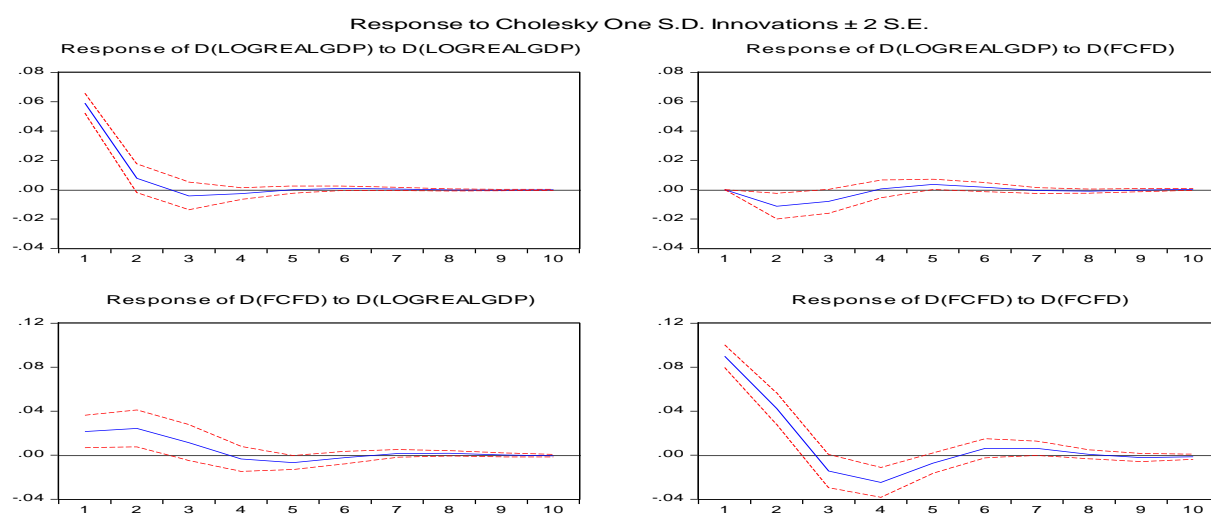 Response to Cholesky One S.D. Innovations ± 2 S.E.
Response of D(LOGREALGDP) to D(LOGREALGDP)
.08
.06
.04
.02
.00
-.02
-.04
1 2 3 4 5 6 7 8 9 10
Response of D(LOGREALGDP) to D(FCFD)
.08
.06
.04
.02
.00
-.02
-.04
1 2 3 4 5 6 7 8 9 10
Response of D(FCFD) to D(LOGREALGDP)
.12
.08
.04
.00
-.04
1 2 3 4 5 6 7 8 9 10
Response of D(FCFD) to D(FCFD)
.12
.08
.04
.00
-.04
1 2 3 4 5 6 7 8 9 10